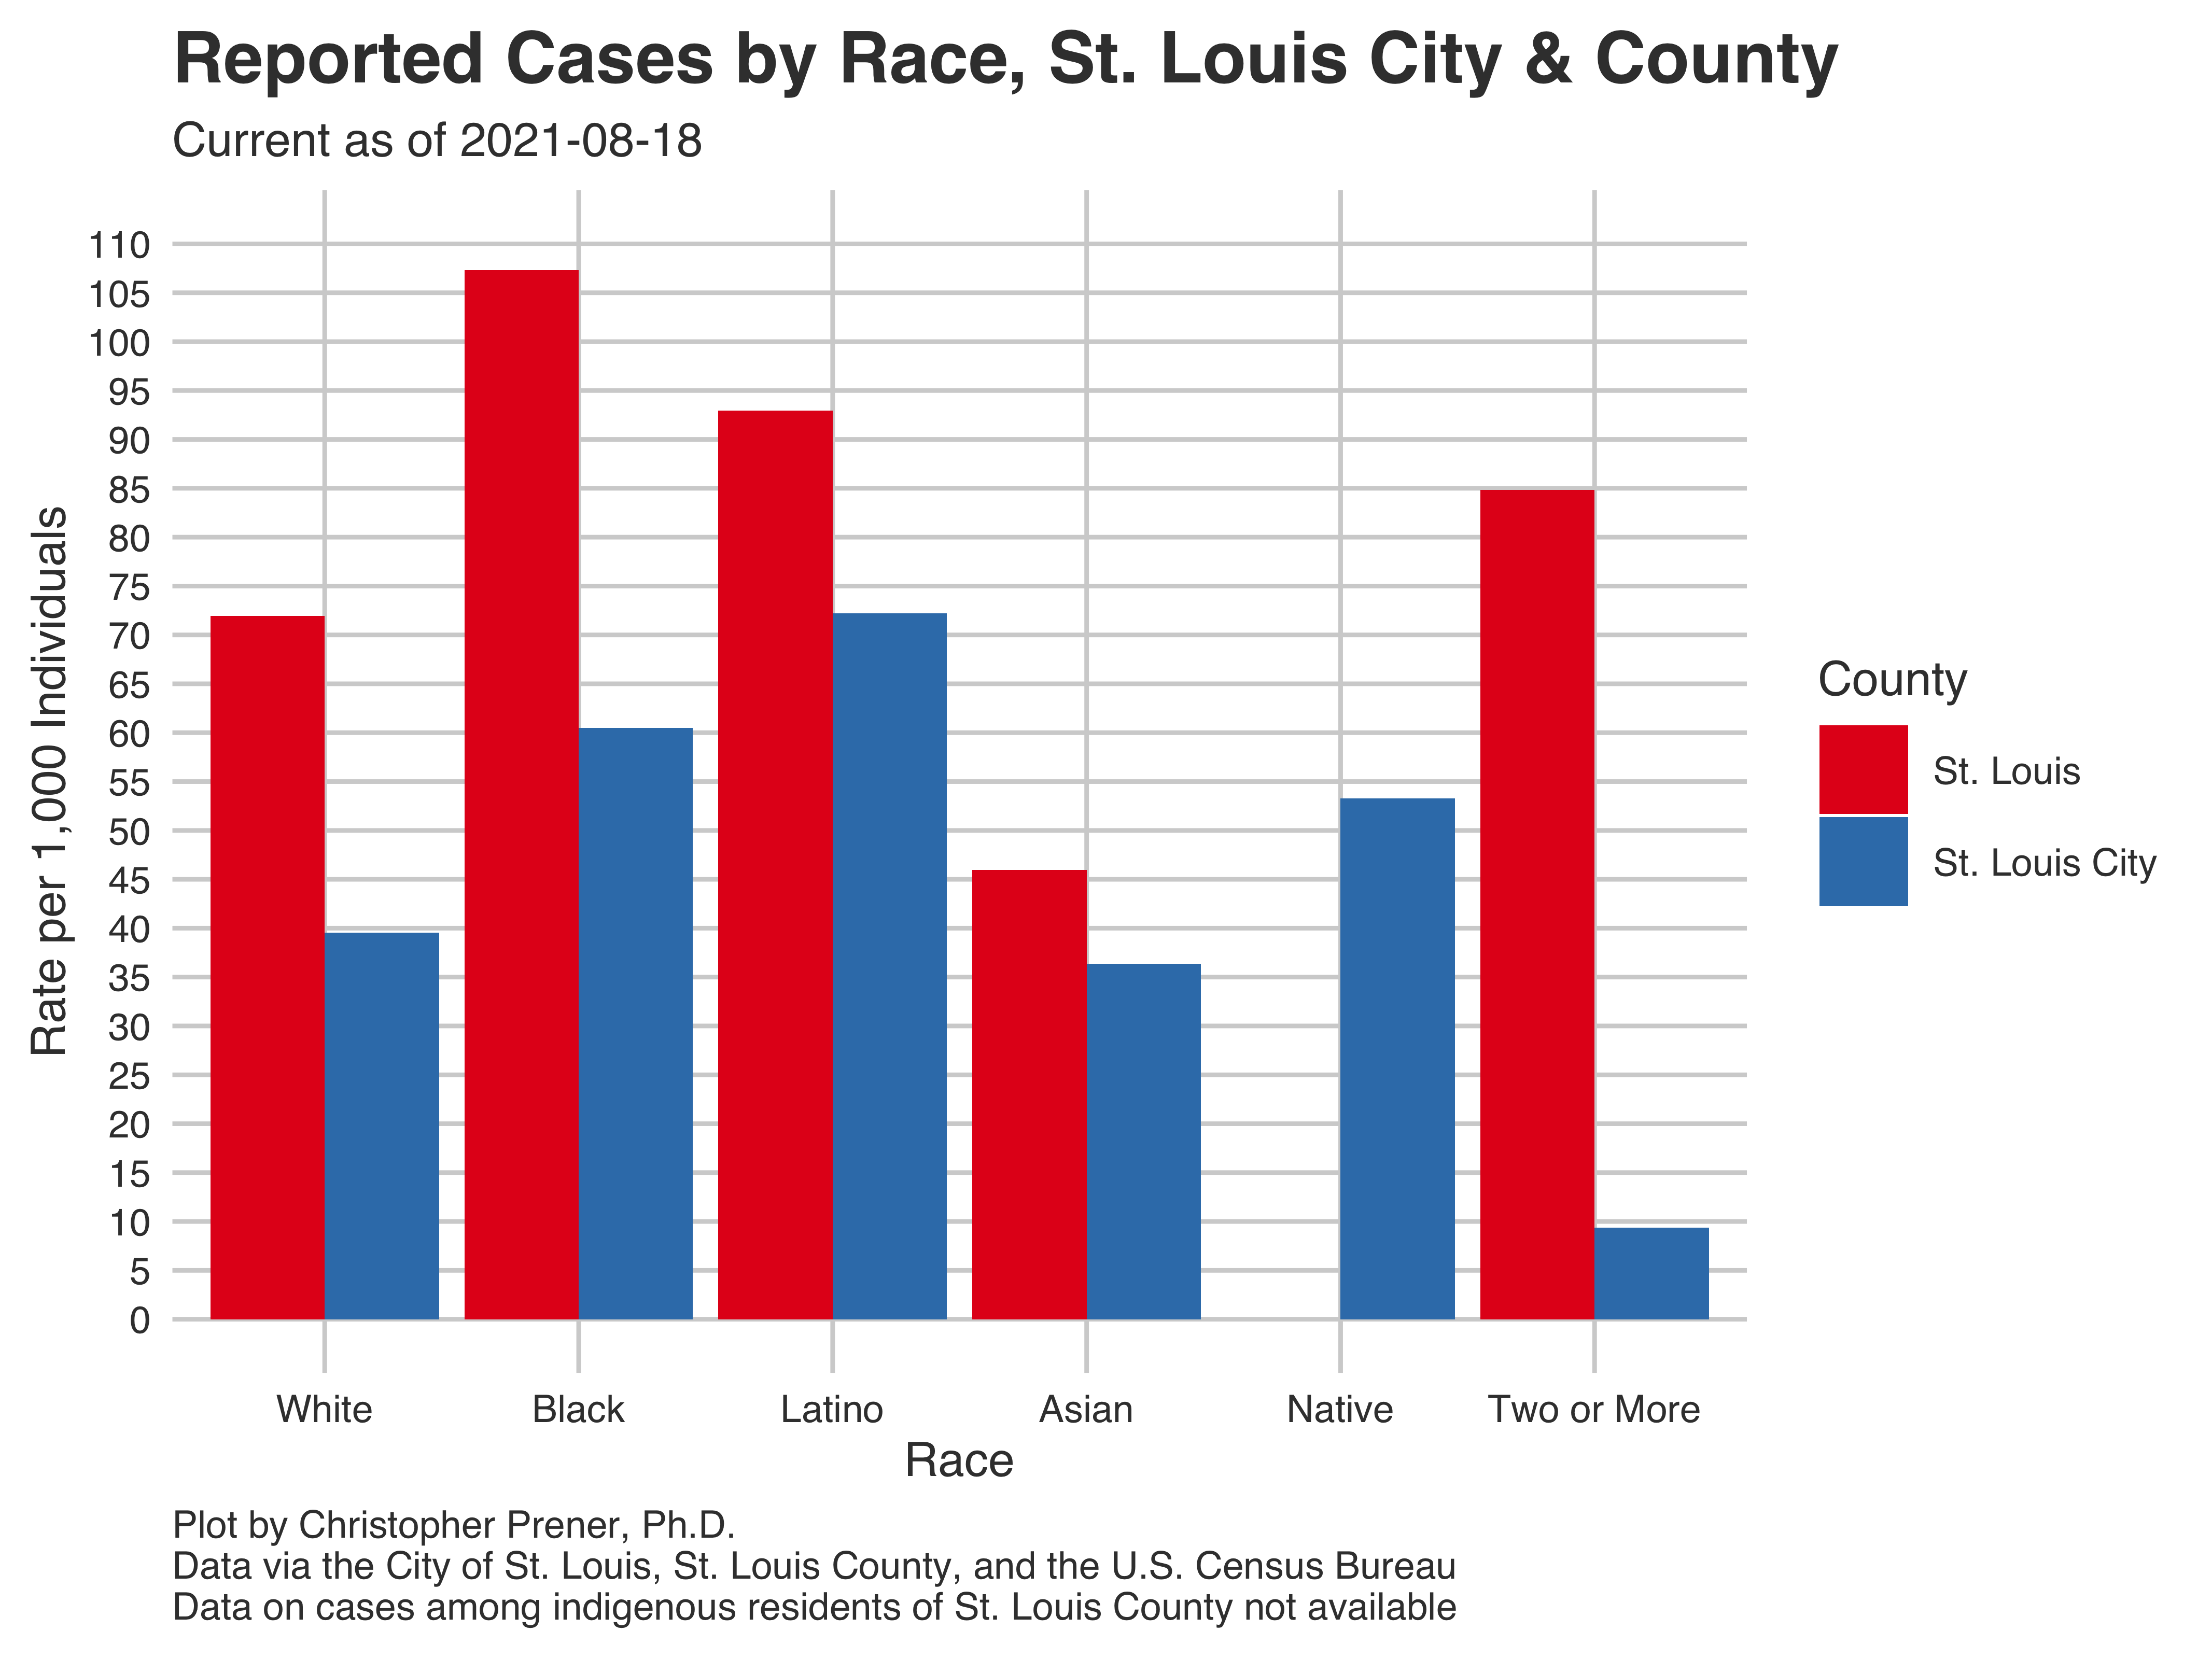 Reported Cases by Race, St. Louis City & County
Current as of 2021-08-18
Rate per 1,000 Individuals
110
105
100
95
90
85
80
75
70
65
60
55
50
45
40
35
30
25
20
15
10
5
0
White Black Latino Asian Native Two or More
Race
County
St. Louis
St. Louis City
Plot by Christopher Prener, Ph.D.
Data via the City of St. Louis, St. Louis County, and the U.S. Census Bureau
Data on cases among indigenous residents of St. Louis County not available